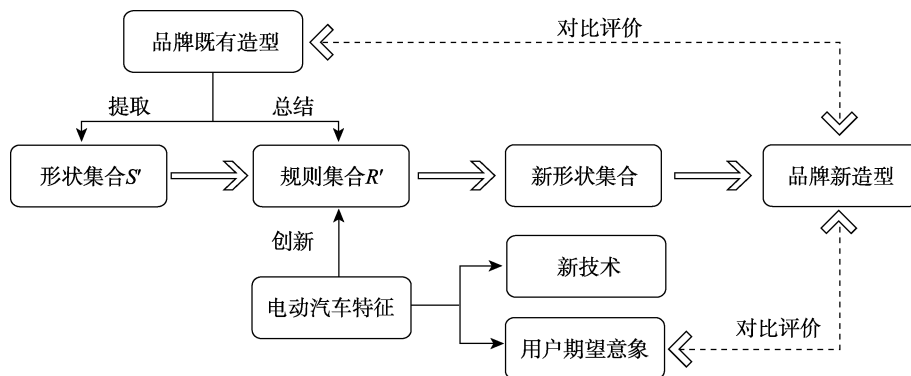 品牌既有造型
对比评价
提取
总结
形状集合S′
规则集合R′
新形状集合
品牌新造型
创新
新技术
电动汽车特征
用户期望意象
对比评价